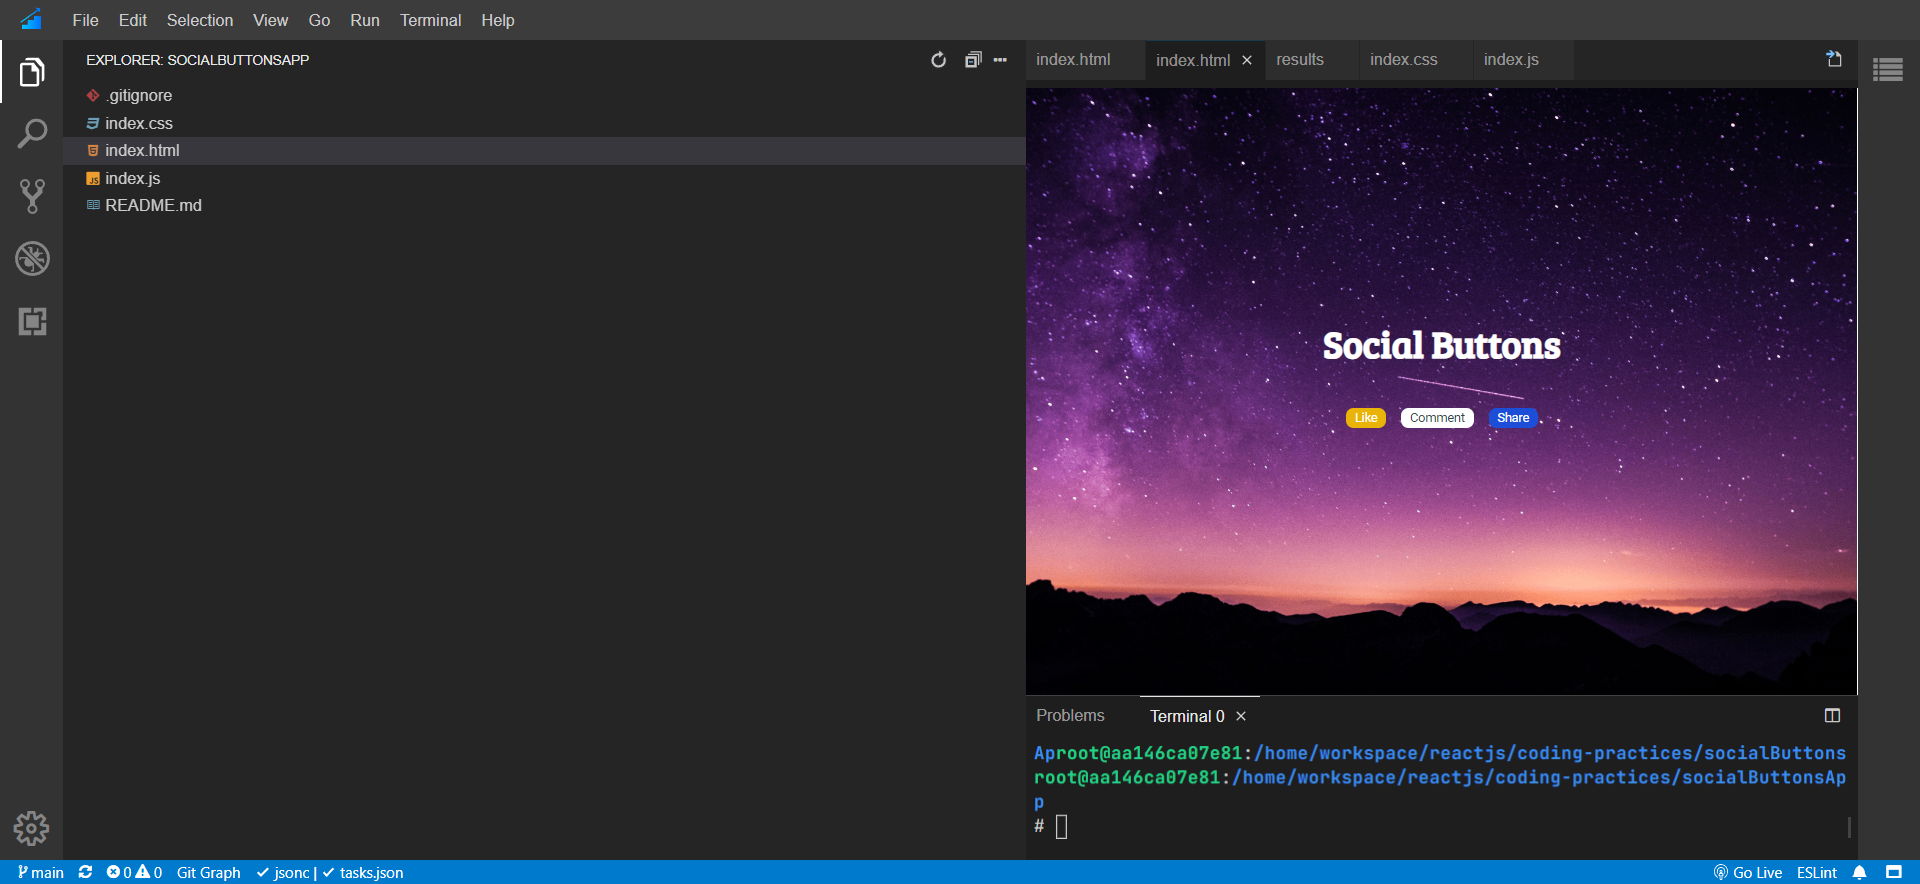 File Edit Selection View Go Run Terminal Help
EXPLORER: SOCIALBUTTONSAPP
.gitignore
index.css
index.html
index.js
README.md
index.html index.html results index.css index.js
Social Buttons
Like Comment Share
Problems Terminal 0
Aproot@aa146ca07e81:/home/workspace/reactjs/coding-practices/socialButtons
root@aa146ca07e81:/home/workspace/reactjs/coding-practices/socialButtonsAp
p
#
main 0 0 Git Graph jsonc | tasks.json Go Live ESLint